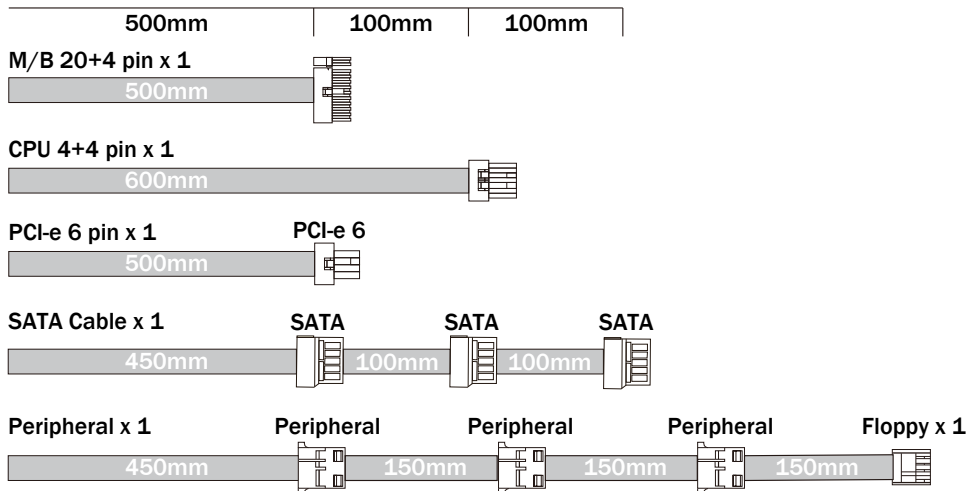 500mm 100mm 100mm
M/B 20+4 pin x 1
500mm
CPU 4+4 pin x 1
600mm
PCI-e 6 pin x 1 PCI-e 6
500mm
SATA Cable x 1 SATA SATA SATA
450mm 100mm 100mm
Peripheral x 1 Peripheral Peripheral Peripheral Floppy x 1
450mm 150mm 150mm 150mm